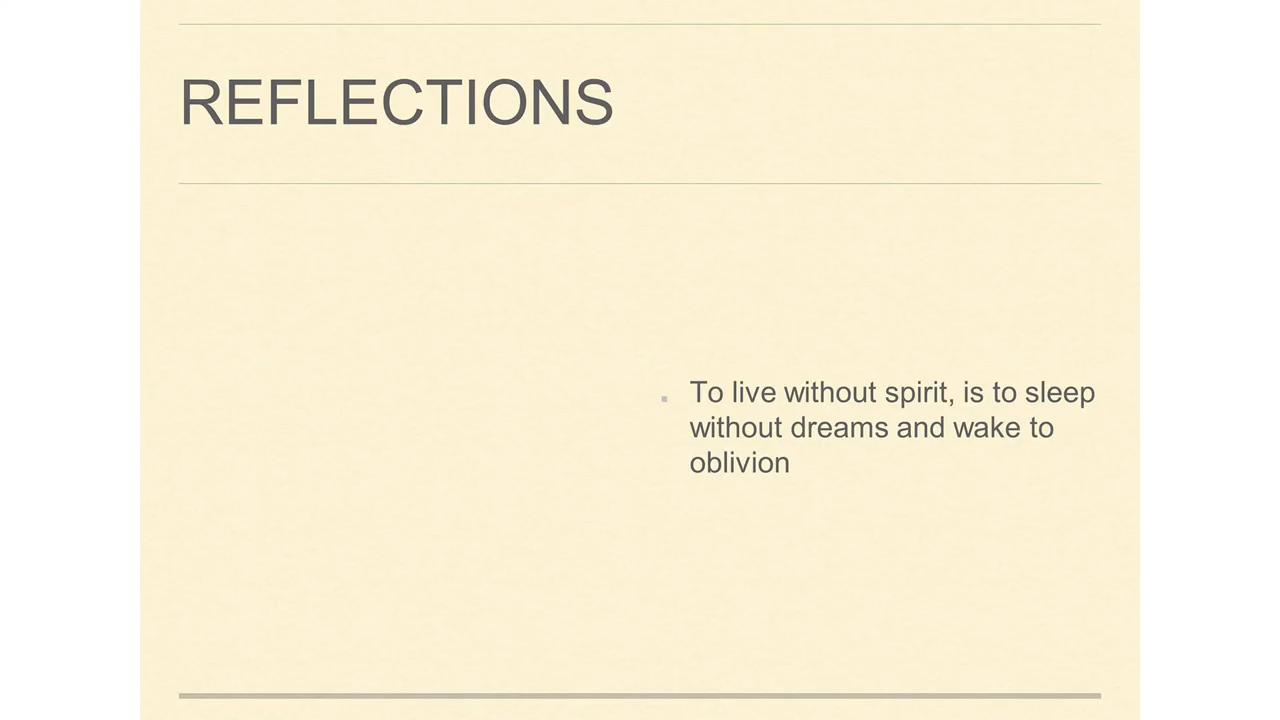 REFLECTIONS
To live without spirit, is to sleep
without dreams and wake to
oblivion